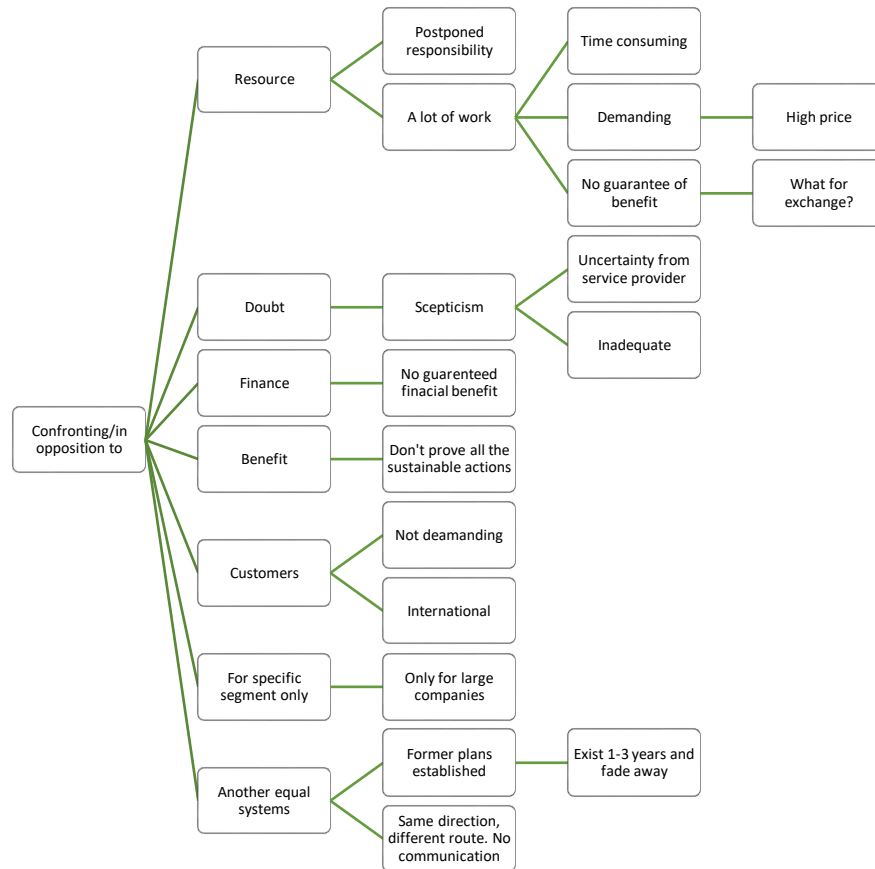 Resource
Postponed
responsibility
A lot of work
Time consuming
Demanding
High price
No guarantee of
benefit
What for
exchange?
Doubt
Scepticism
Uncertainty from
service provider
Inadequate
Finance
No guarenteed
finacial benefit
Confronting/in
opposition to
Benefit
Don't prove all the
sustainable actions
Customers
Not deamanding
International
For specific
segment only
Only for large
companies
Another equal
systems
Former plans
established
Exist 1-3 years and
fade away
Same direction,
different route. No
communication